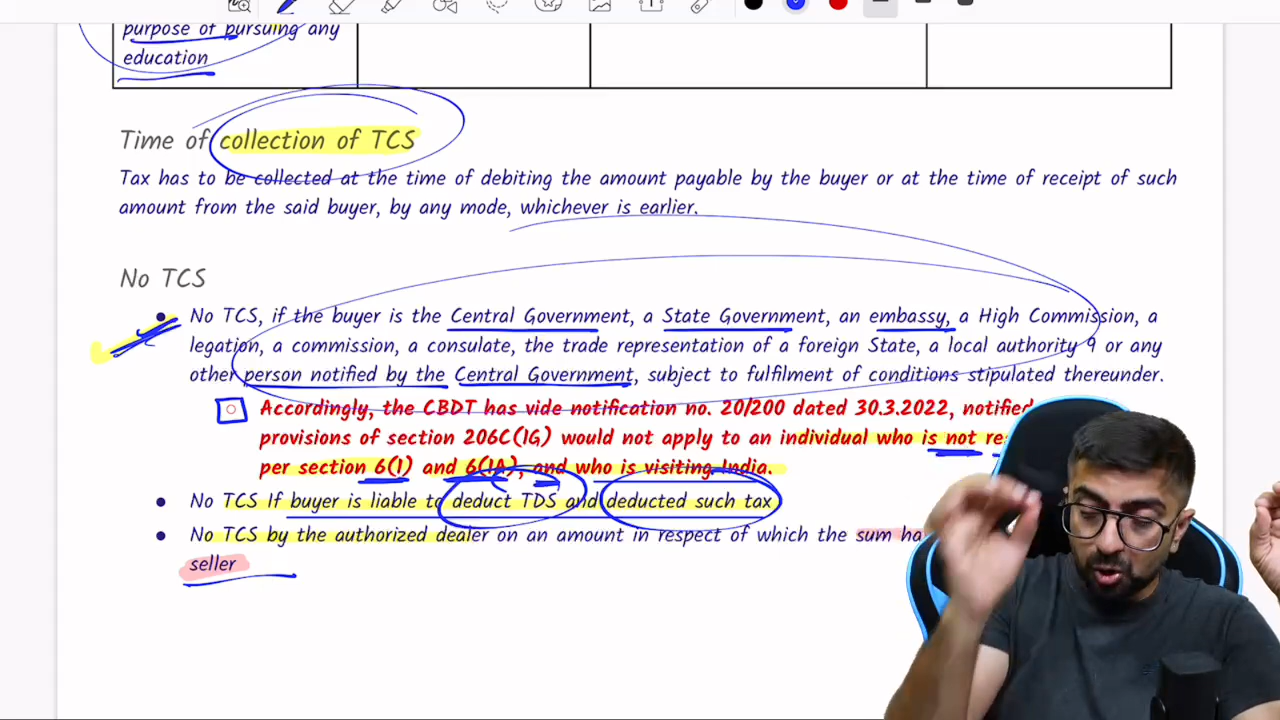 purpose of pursuing any
education
Time of collection of TCS
Tax has to be collected at the time of debiting the amount payable by the buyer or at the time of receipt of such
amount from the said buyer, by any mode, whichever is earlier.
No TCS
No TCS, if the buyer is the Central Government, a State Government, an embassy, a High Commission, a
legation, a commission, a consulate, the trade representation of a foreign State, a local authority 9 or any
other person notified by the Central Government, subject to fulfilment of conditions stipulated thereunder.
Accordingly, the CBDT has vide notification no. 20/200 dated 30.3.2022, notified
provisions of section 206C(1G) would not apply to an individual who is not
per section 6(1) and 6(1A), and who is visiting India.
No TCS If buyer is liable to deduct TDS and deducted such tax
No TCS by the authorized dealer on an amount in respect of which the sum
seller